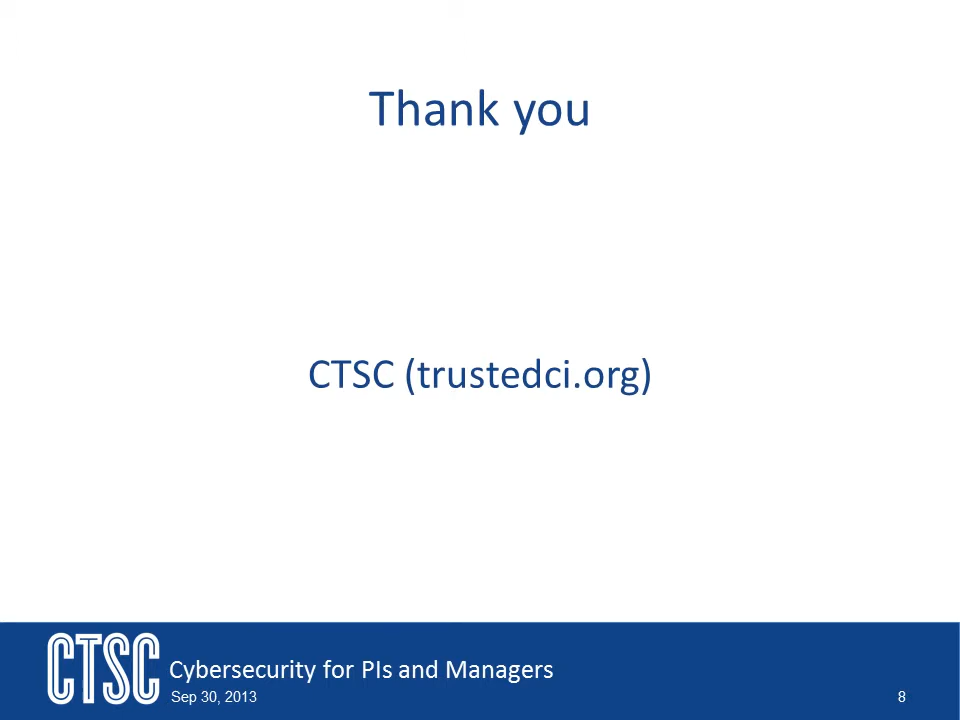 Thank you
CTSC (trustedci.org)
CTSC
Cybersecurity for PIs and Managers
Sep 30, 2013
8